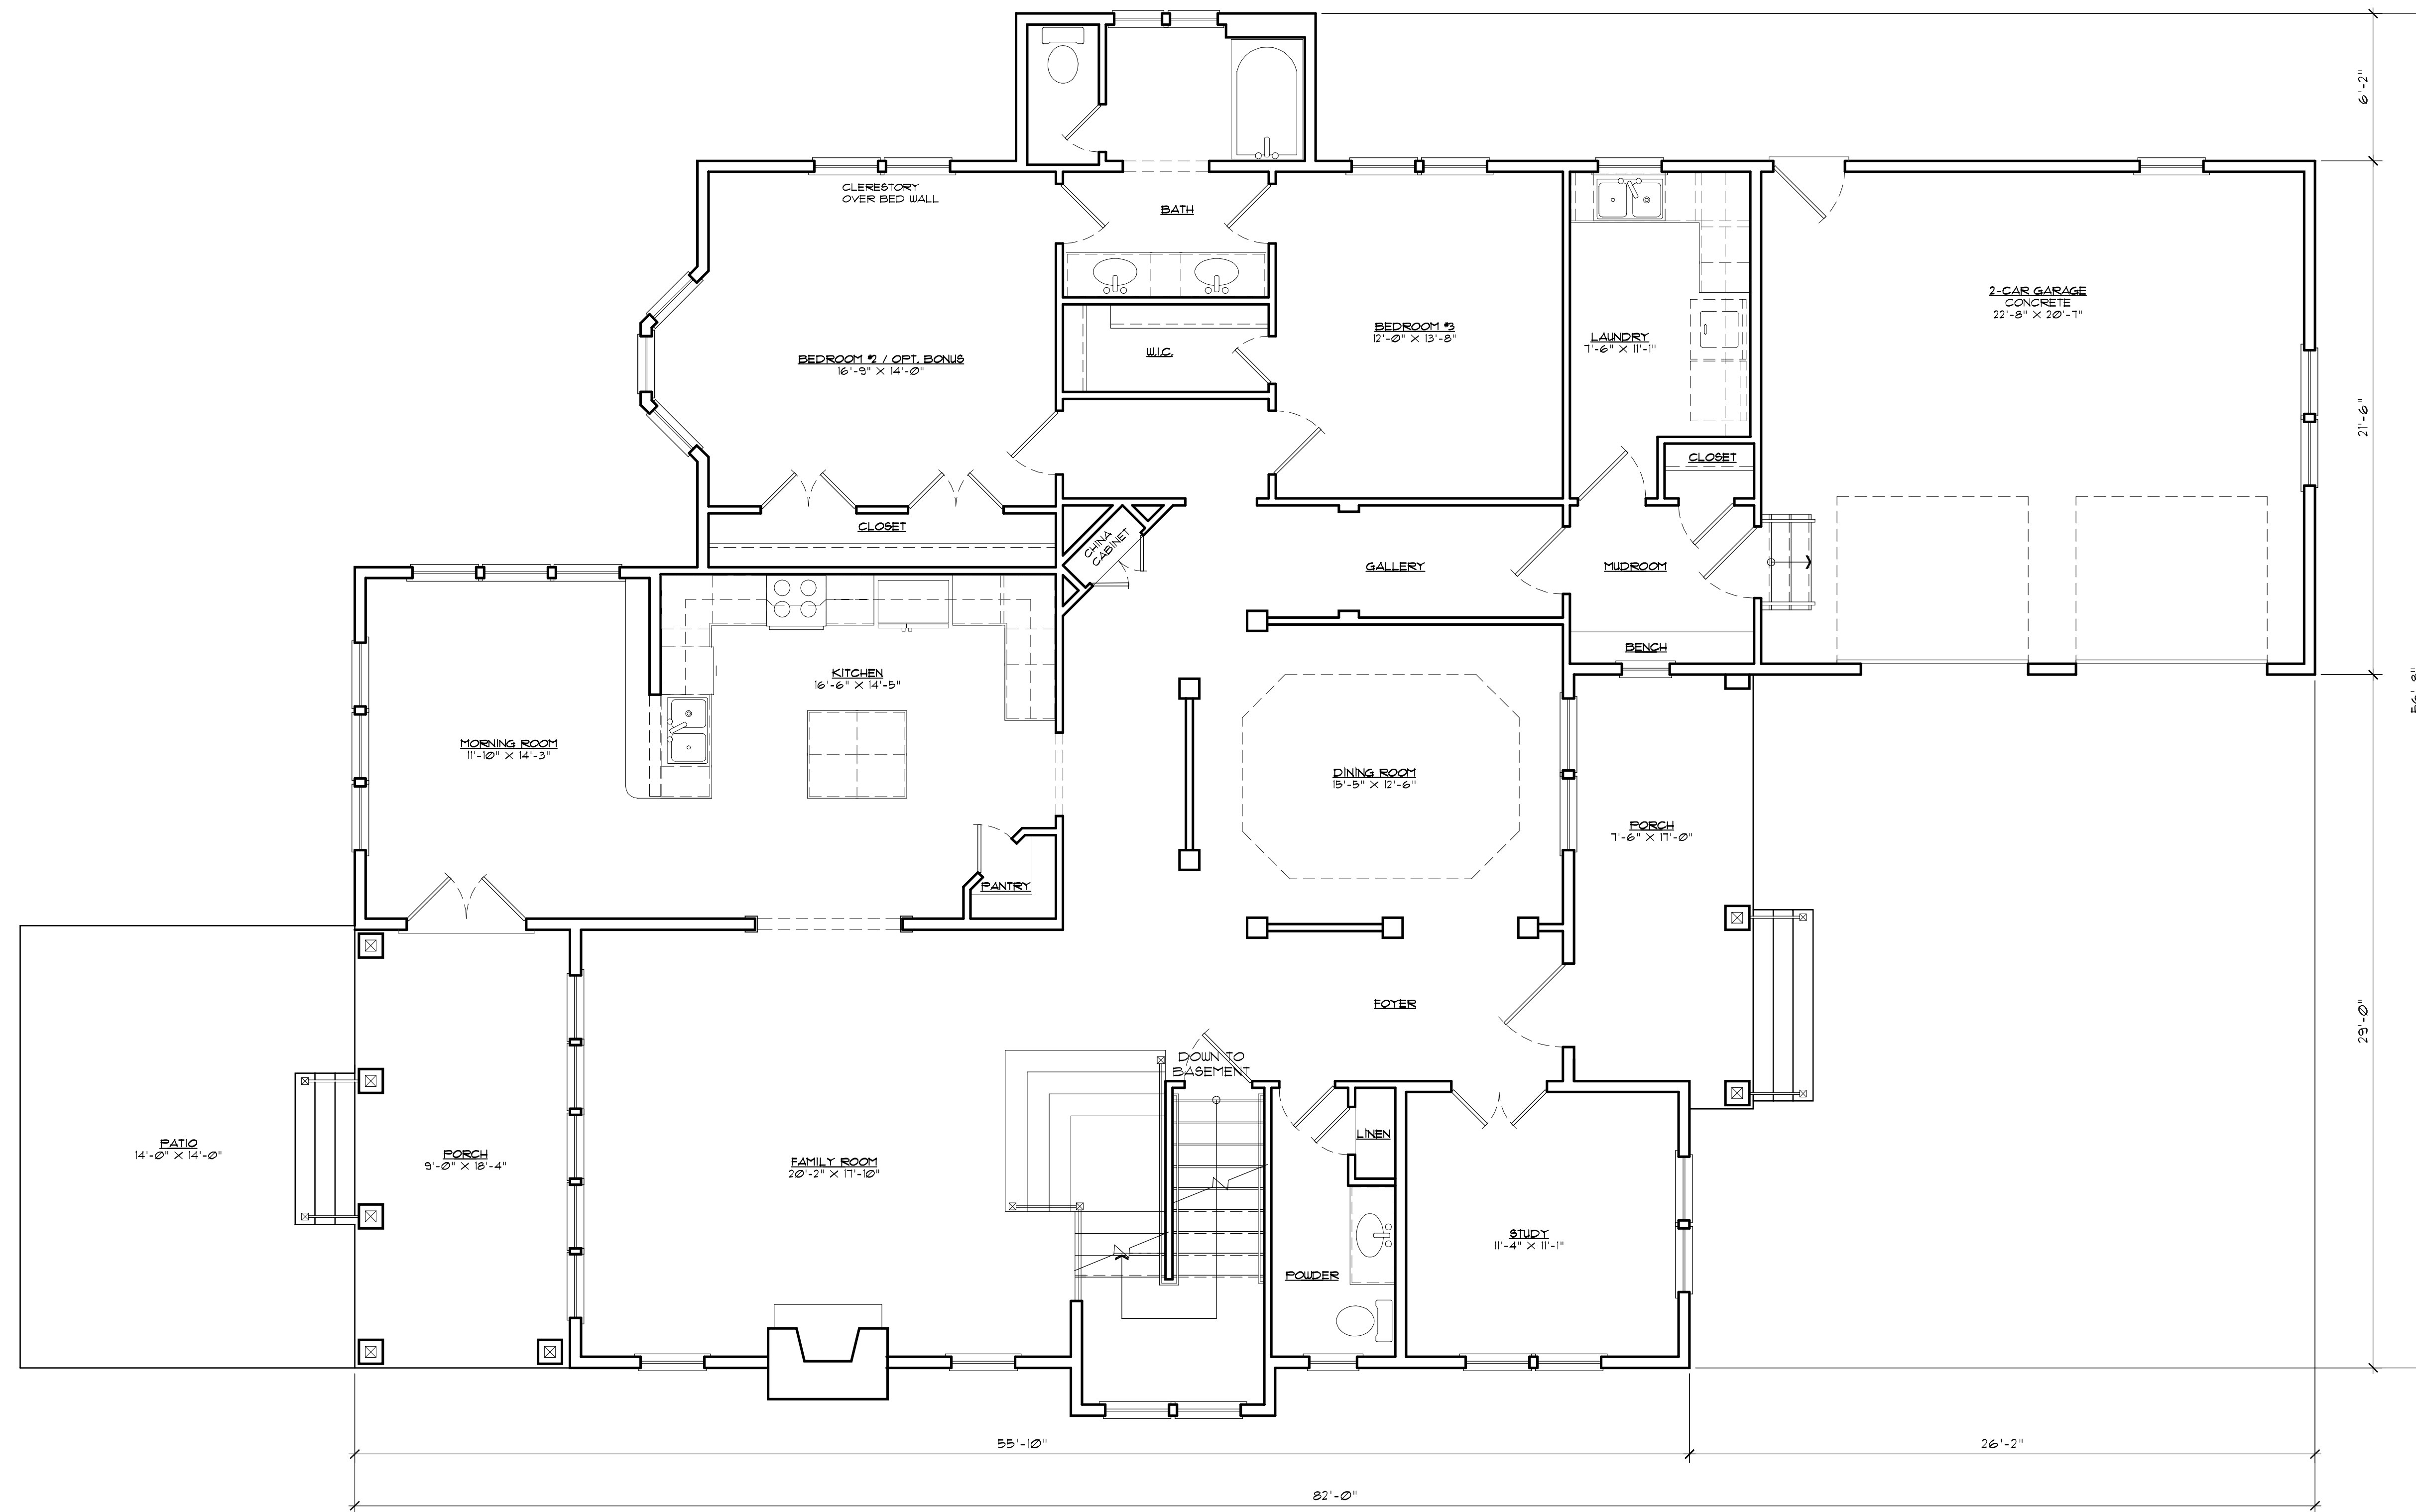 6'-2"
CLERESTORY
OVER BED WALL
BATH
2-CAR GARAGE
CONCRETE
22'-8" X 20'-7"
BEDROOM #3
12'-0" X 13'-8"
LAUNDRY
7'-6" X 11'-1"
W.I.C.
BEDROOM #2 / OPT. BONUS
16'-9" X 14'-0"
21'-6"
CLOSET
CLOSET
CHINA
CABINET
GALLERY
MUDROOM
BENCH
KITCHEN
16'-6" X 14'-5"
56'-8"
MORNING ROOM
11'-10" X 14'-3"
DINING ROOM
15'-5" X 12'-6"
PORCH
7'-6" X 17'-0"
PANTRY
FOYER
29'-0"
DOWN TO
BASEMENT
LINEN
PATIO
14'-0" X 14'-0"
PORCH
9'-0" X 18'-4"
FAMILY ROOM
20'-2" X 17'-10"
STUDY
11'-4" X 11'-1"
POWDER
55'-10"
26'-2"
82'-0"